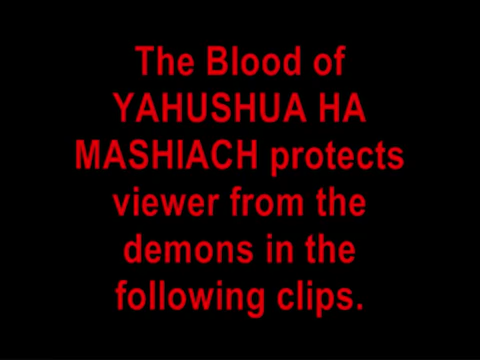 The Blood of
YAHUSHUA HA
MASHIACH protects
viewer from the
demons in the
following clips.